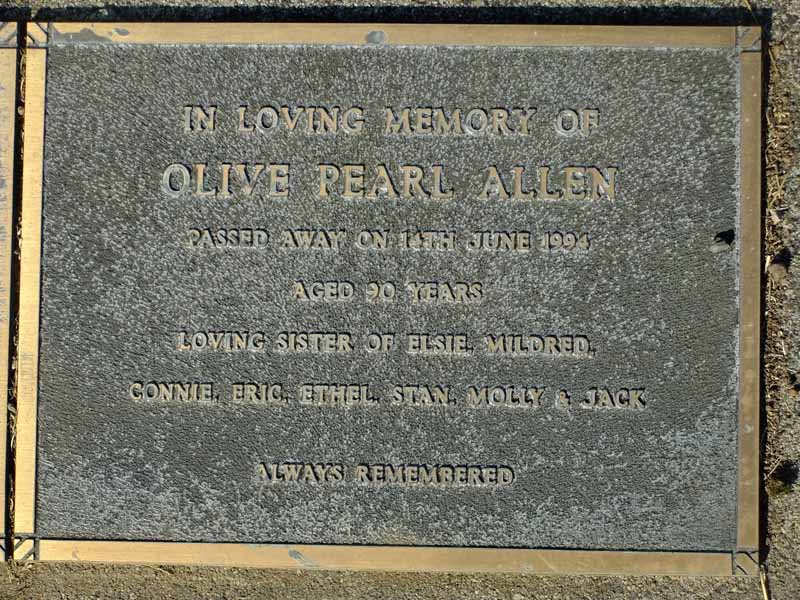 IN LOVING MEMORY OF
OLIVE PEARL ALLEN
PASSED AWAY ON 14TH JUNE 1994
AGED 90 YEARS
LOVING SISTER OF ELSIE, MILDRED,
CONNIE, ERIC, ETHEL, STAN, MOLLY & JACK
ALWAYS REMEMBERED